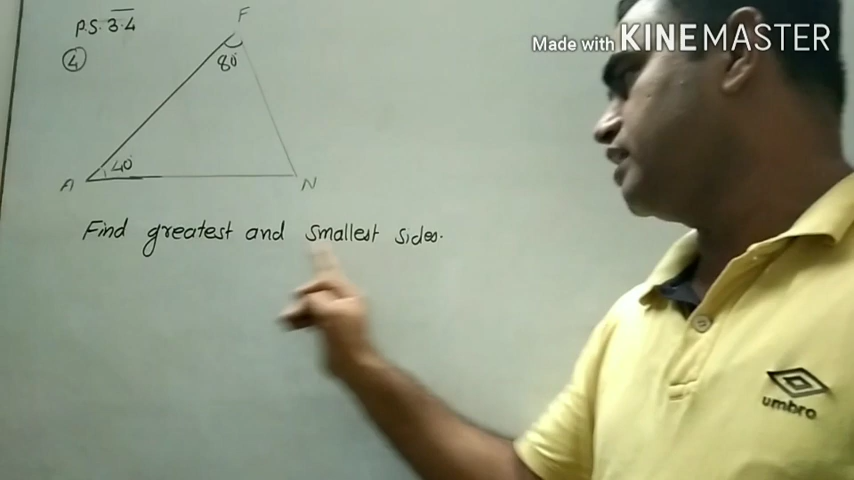 P.S. 3.4
4
F
80°
40°
A
N
Find greatest and smallest sides.
Made with KINEMASTER
umbro